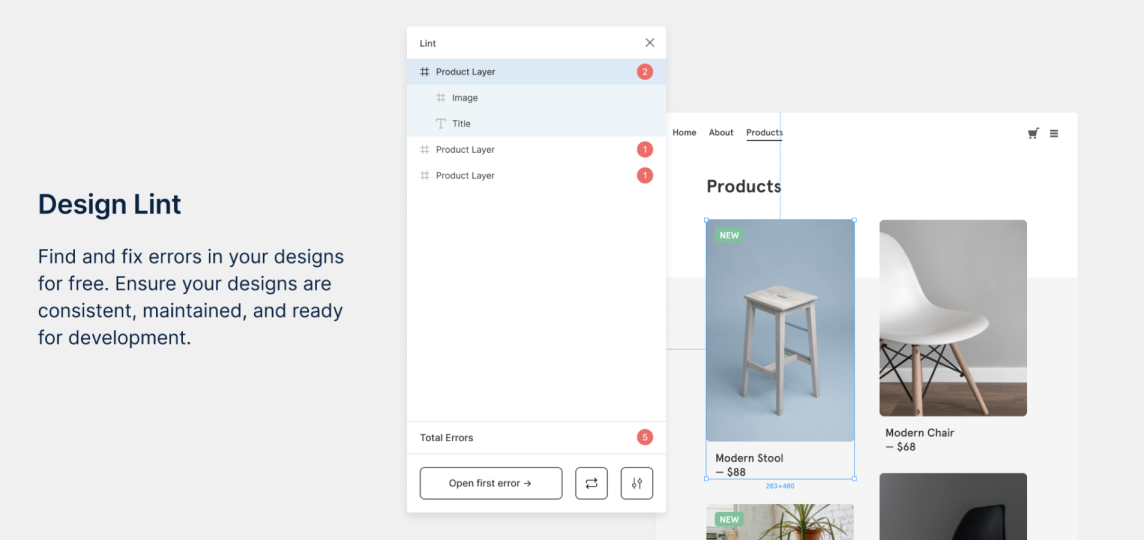 Design Lint
Find and fix errors in your designs
for free. Ensure your designs are
consistent, maintained, and ready
for development.
Lint
Product Layer 2
Image
Title
Product Layer 1
Product Layer 1
Total Errors 5
Open first error →
Home About Products
Products
NEW
Modern Stool
— $88
263×460
Modern Chair
— $68
NEW